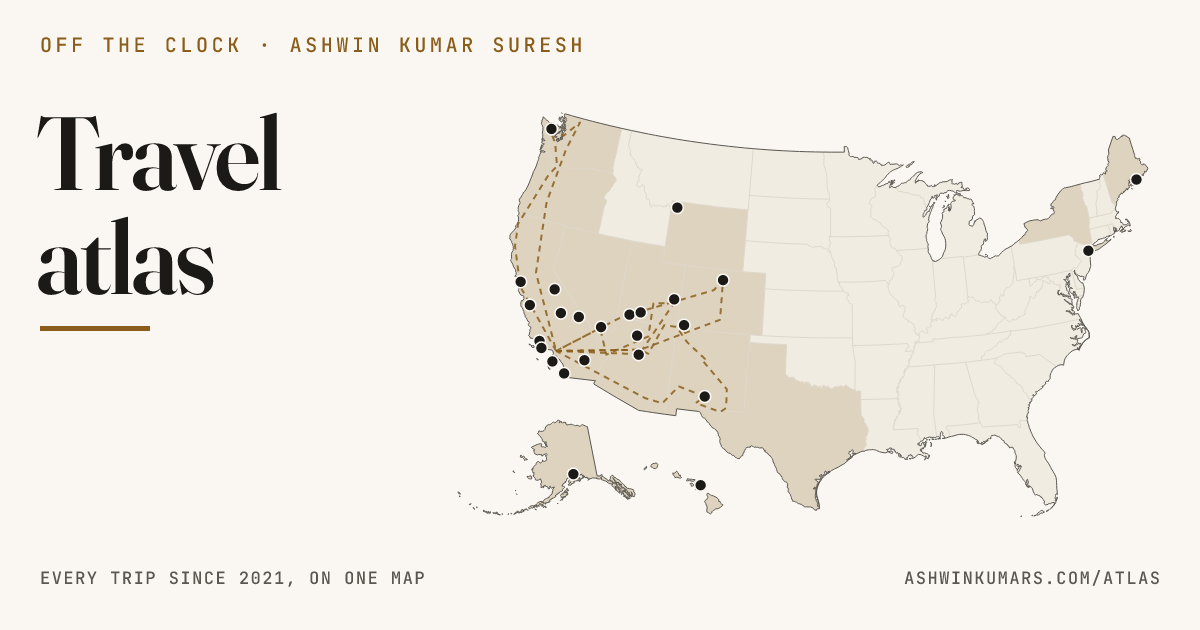 OFF THE CLOCK · ASHWIN KUMAR SURESH
Travel
atlas
EVERY TRIP SINCE 2021, ON ONE MAP
ASHWINKUMARS.COM/ATLAS